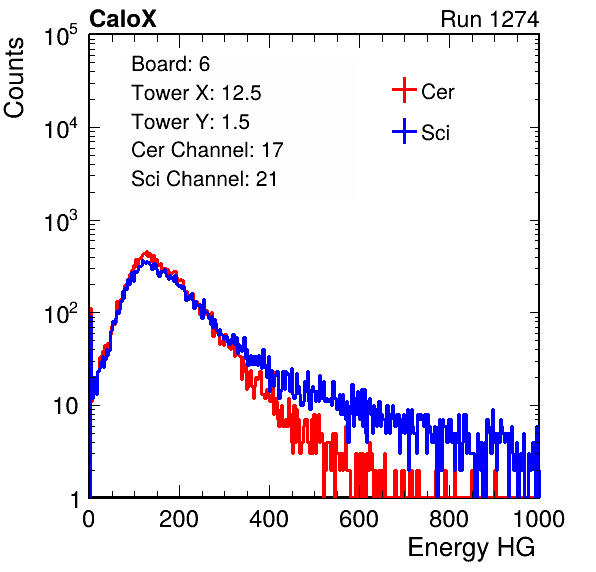 CaloX Run 1274
Counts
Board: 6
Tower X: 12.5
Tower Y: 1.5
Cer Channel: 17
Sci Channel: 21
Cer
Sci
10^5
10^4
10^3
10^2
10
1
0 200 400 600 800 1000
Energy HG